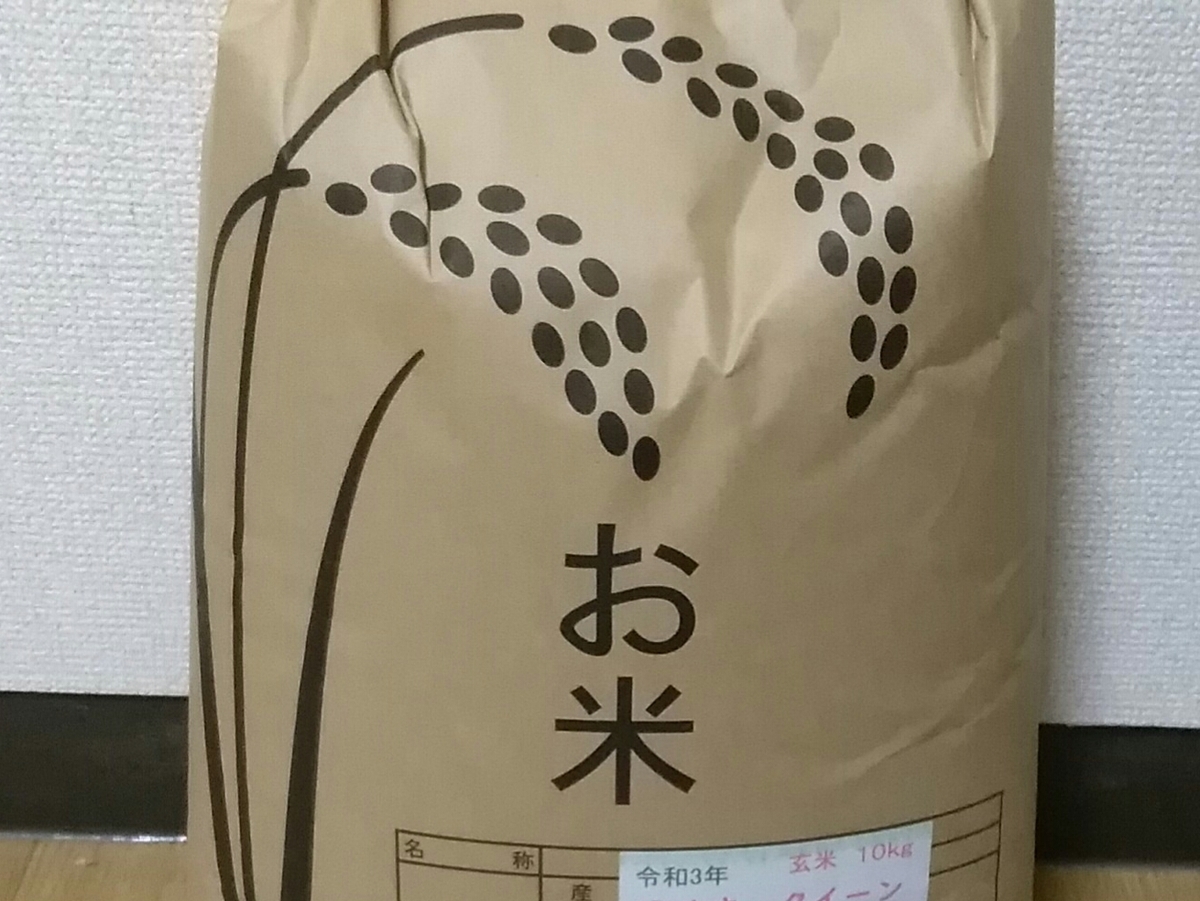 お米
名称
産
令和3年 玄米 10kg
クイーン